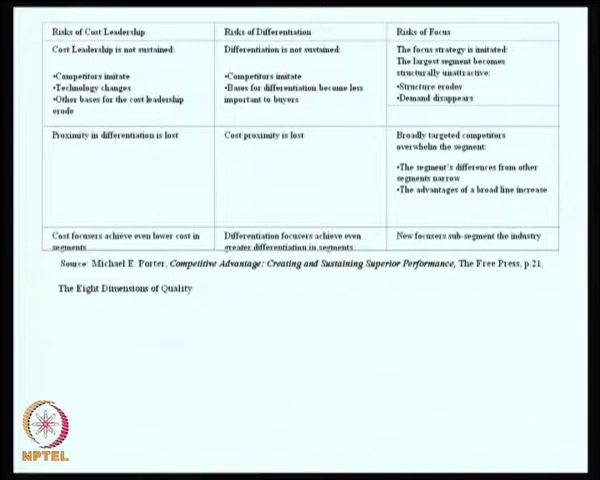 Risks of Cost Leadership
Risks of Differentiation
Risks of Focus
Cost Leadership is not sustained:
•Competitors imitate
•Technology changes
•Other bases for the cost leadership
erode
Differentiation is not sustained:
•Competitors imitate
•Bases for differentiation become less
important to buyers
The focus strategy is imitated:
The largest segment becomes
structurally unattractive:
•Structure erodes
•Demand disappears
Proximity in differentiation is lost
Cost proximity is lost
Broadly targeted competitors
overwhelm the segment:
•The segment's differences from other
segments narrow
•The advantages of a broad line increase
Cost focusers achieve even lower cost in
segments
Differentiation focusers achieve even
greater differentiation in segments
New focusers sub-segment the industry
Source: Michael E. Porter, Competitive Advantage: Creating and Sustaining Superior Performance, The Free Press, p.21.
The Eight Dimensions of Quality
NPTEL